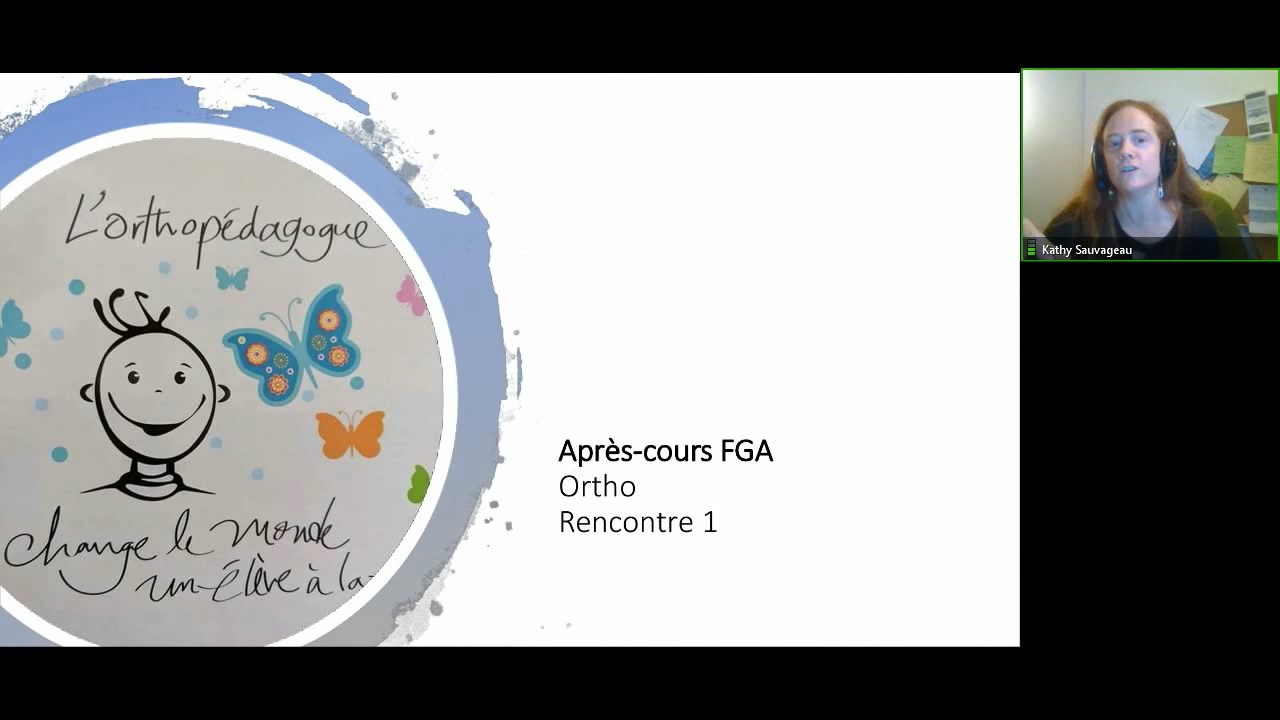 L'orthopédagogue
change le monde
un élève à la
Après-cours FGA
Ortho
Rencontre 1
Kathy Sauvageau